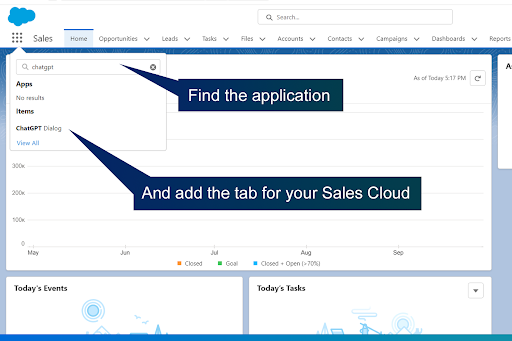 Search...
Sales
Home
Opportunities
Leads
Tasks
Files
Accounts
Contacts
Campaigns
Dashboards
Reports
chatgpt
Apps
No results
Items
ChatGPT Dialog
View All
Find the application
As of Today 5:17 PM
A
And add the tab for your Sales Cloud
300k
200k
100k
0
May
Jun
Jul
Aug
Sep
Closed
Goal
Closed + Open (>70%)
Today's Events
Today's Tasks